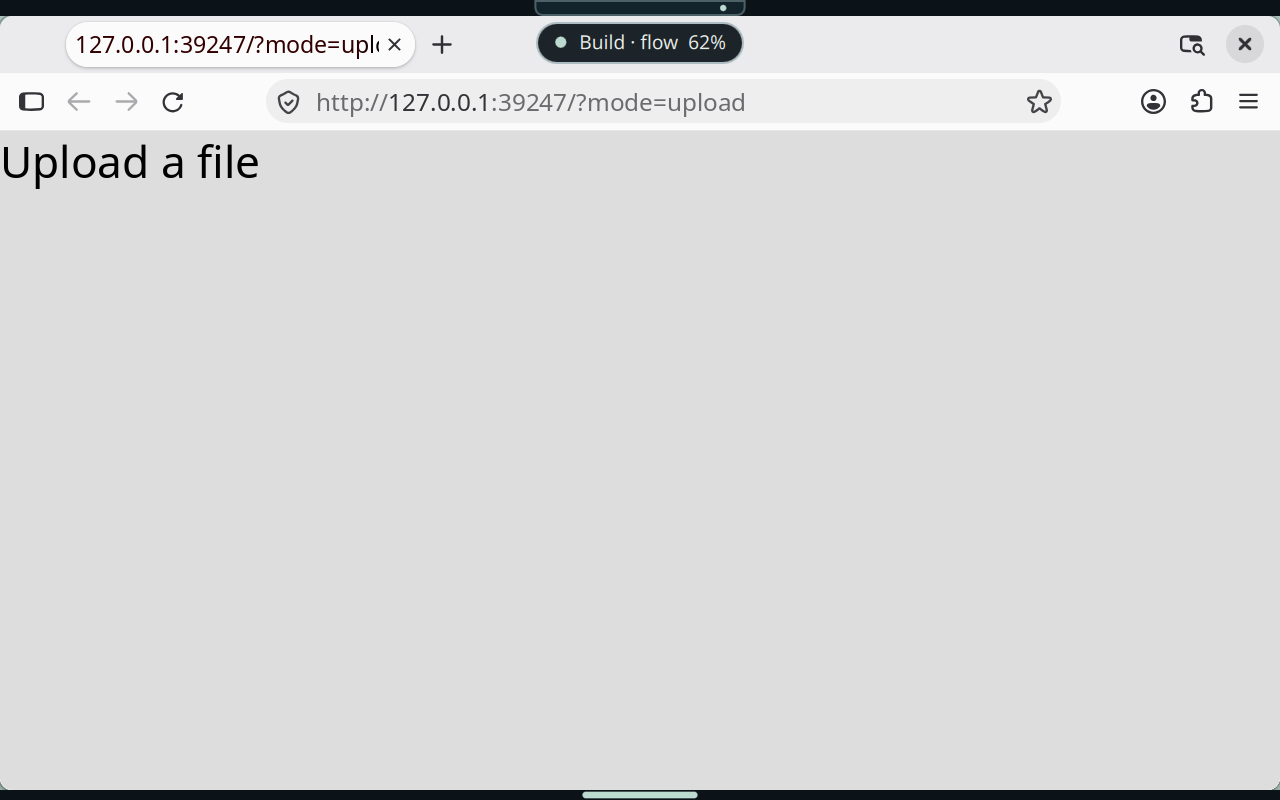 127.0.0.1:39247/?mode=uplo
Build · flow 62%
http://127.0.0.1:39247/?mode=upload
Upload a file